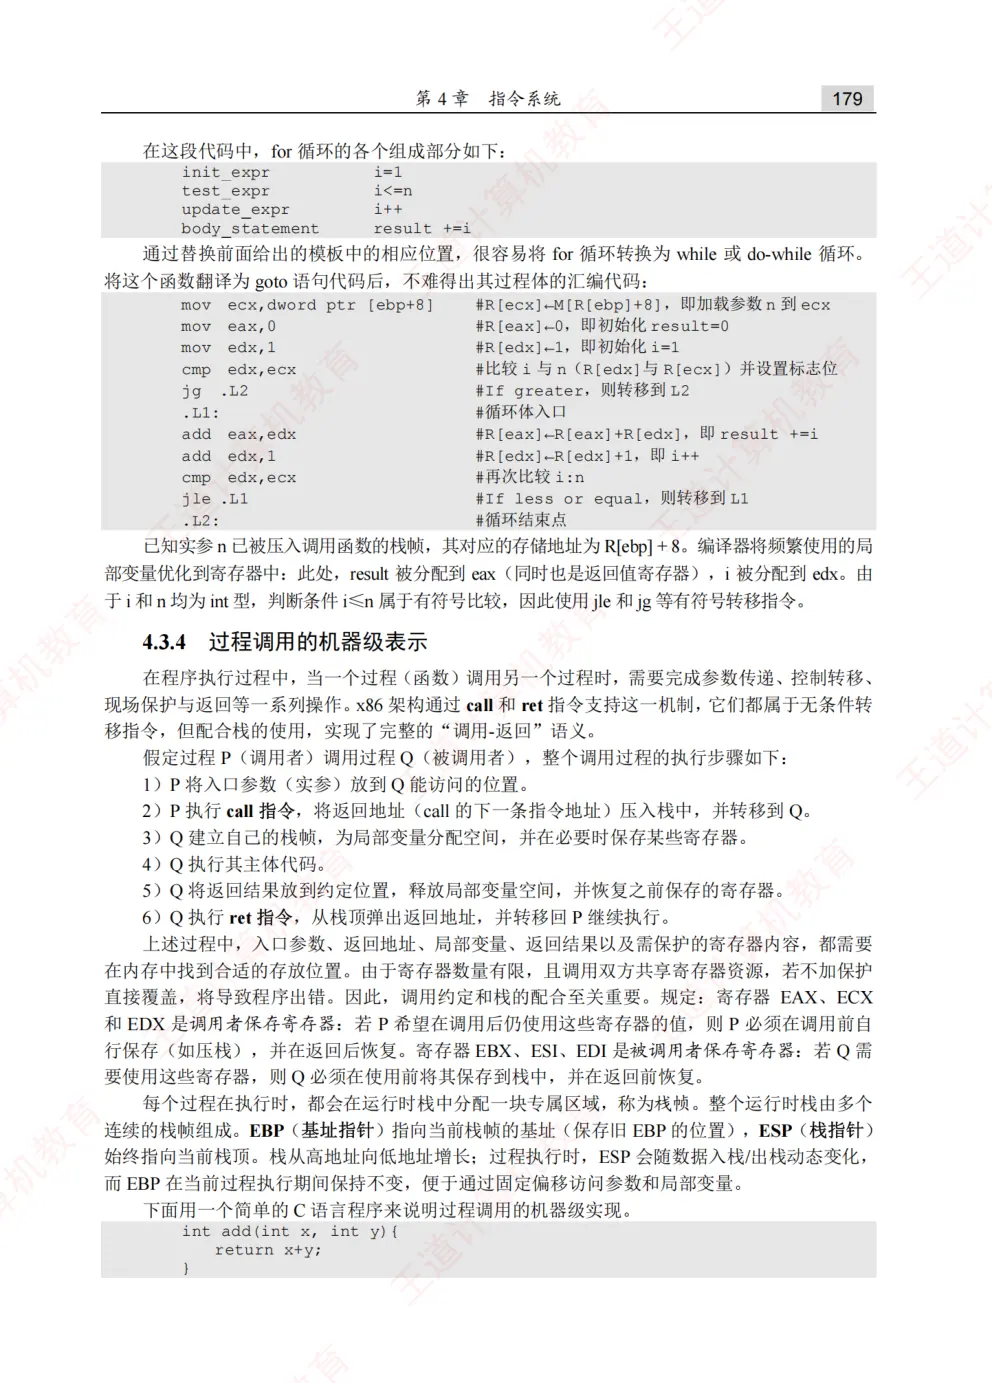 第 4 章 指令系统 179
在这段代码中，for 循环的各个组成部分如下：
init_expr i=1
test_expr i<=n
update_expr i++
body_statement result +=i
通过替换前面给出的模板中的相应位置，很容易将 for 循环转换为 while 或 do-while 循环。
将这个函数翻译为 goto 语句代码后，不难得出其过程体的汇编代码：
mov ecx,dword ptr [ebp+8] #R[ecx]←M[R[ebp]+8]，即加载参数 n 到 ecx
mov eax,0 #R[eax]←0，即初始化 result=0
mov edx,1 #R[edx]←1，即初始化 i=1
cmp edx,ecx #比较 i 与 n（R[edx]与 R[ecx]）并设置标志位
jg .L2 #If greater，则转移到 L2
.L1: #循环体入口
add eax,edx #R[eax]←R[eax]+R[edx]，即 result +=i
add edx,1 #R[edx]←R[edx]+1，即 i++
cmp edx,ecx #再次比较 i:n
jle .L1 #If less or equal，则转移到 L1
.L2: #循环结束点
已知实参 n 已被压入调用函数的栈帧，其对应的存储地址为 R[ebp] + 8。编译器将频繁使用的局
部变量优化到寄存器中：此处，result 被分配到 eax（同时也是返回值寄存器），i 被分配到 edx。由
于 i 和 n 均为 int 型，判断条件 i≤n 属于有符号比较，因此使用 jle 和 jg 等有符号转移指令。
4.3.4 过程调用的机器级表示
在程序执行过程中，当一个过程（函数）调用另一个过程时，需要完成参数传递、控制转移、
现场保护与返回等一系列操作。x86 架构通过 call 和 ret 指令支持这一机制，它们都属于无条件转
移指令，但配合栈的使用，实现了完整的“调用-返回”语义。
假定过程 P（调用者）调用过程 Q（被调用者），整个调用过程的执行步骤如下：
1）P 将入口参数（实参）放到 Q 能访问的位置。
2）P 执行 call 指令，将返回地址（call 的下一条指令地址）压入栈中，并转移到 Q。
3）Q 建立自己的栈帧，为局部变量分配空间，并在必要时保存某些寄存器。
4）Q 执行其主体代码。
5）Q 将返回结果放到约定位置，释放局部变量空间，并恢复之前保存的寄存器。
6）Q 执行 ret 指令，从栈顶弹出返回地址，并转移回 P 继续执行。
上述过程中，入口参数、返回地址、局部变量、返回结果以及需保护的寄存器内容，都需要
在内存中找到合适的存放位置。由于寄存器数量有限，且调用双方共享寄存器资源，若不加保护
直接覆盖，将导致程序出错。因此，调用约定和栈的配合至关重要。规定：寄存器 EAX、ECX
和 EDX 是调用者保存寄存器：若 P 希望在调用后仍使用这些寄存器的值，则 P 必须在调用前自
行保存（如压栈），并在返回后恢复。寄存器 EBX、ESI、EDI 是被调用者保存寄存器：若 Q 需
要使用这些寄存器，则 Q 必须在使用前将其保存到栈中，并在返回前恢复。
每个过程在执行时，都会在运行时栈中分配一块专属区域，称为栈帧。整个运行时栈由多个
连续的栈帧组成。EBP（基址指针）指向当前栈帧的基址（保存旧 EBP 的位置），ESP（栈指针）
始终指向当前栈顶。栈从高地址向低地址增长；过程执行时，ESP 会随数据入栈/出栈动态变化，
而 EBP 在当前过程执行期间保持不变，便于通过固定偏移访问参数和局部变量。
下面用一个简单的 C 语言程序来说明过程调用的机器级实现。
int add(int x, int y){
return x+y;
}
王道计算机教育